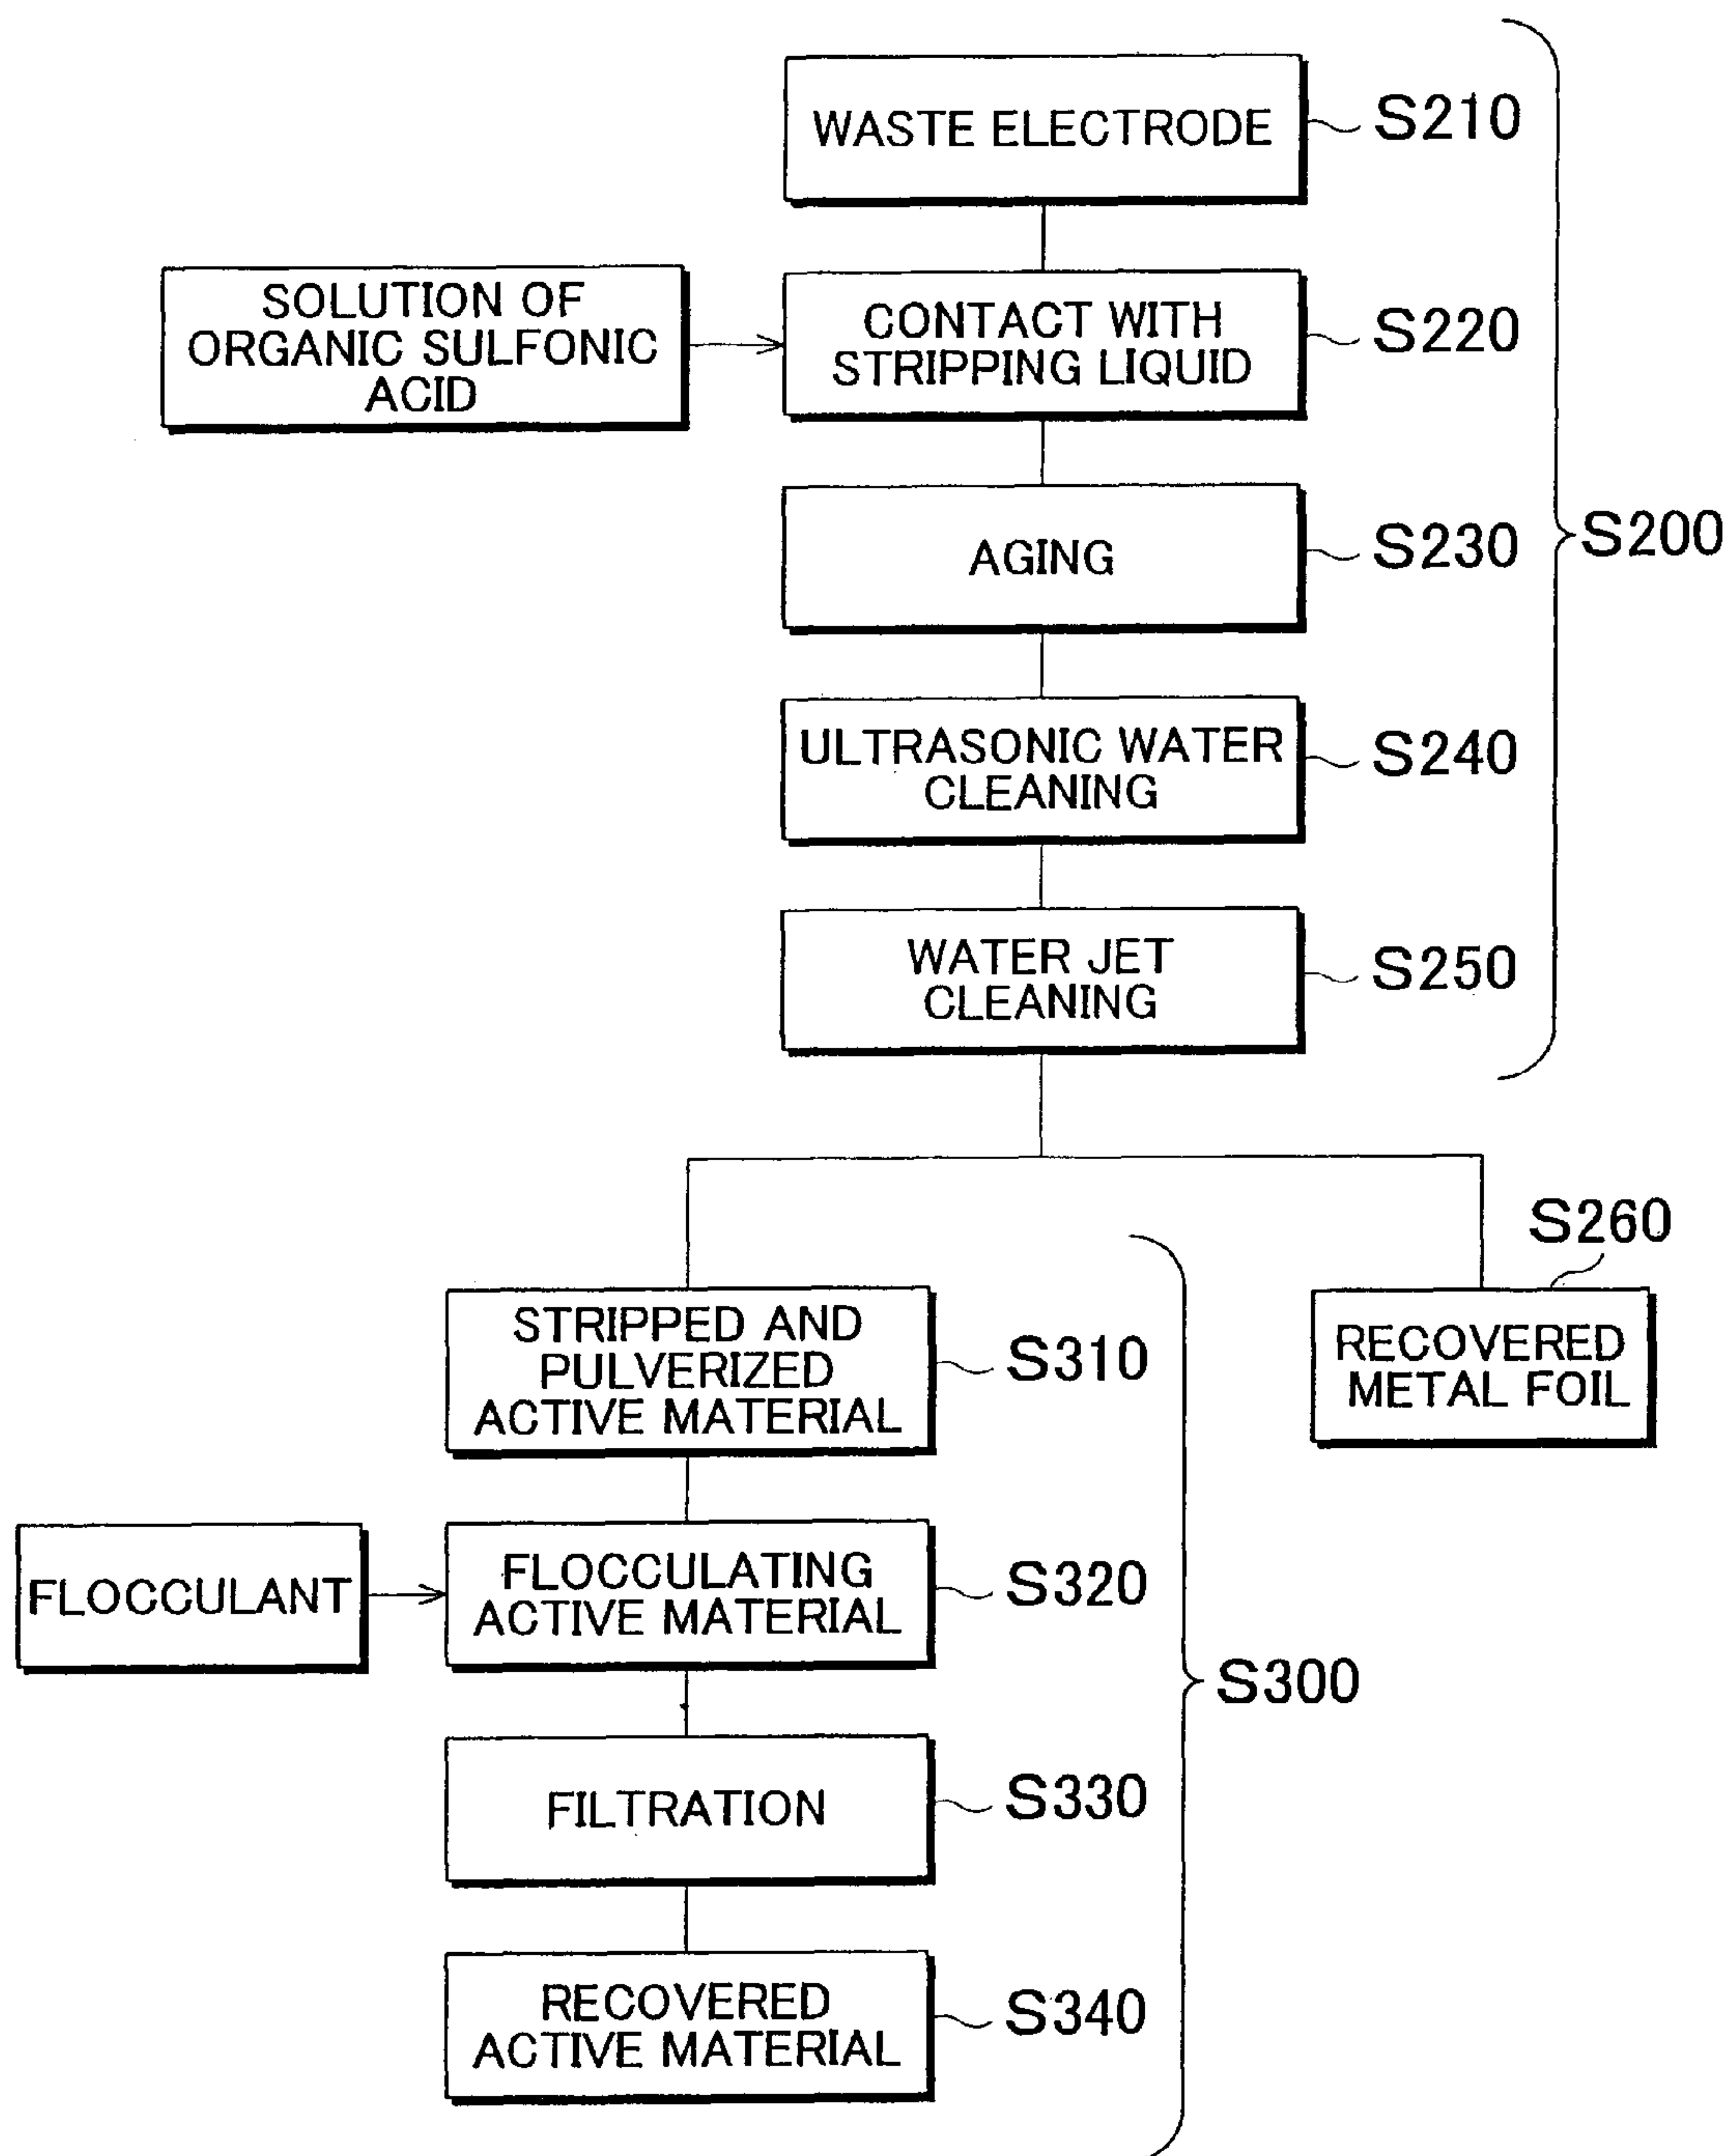 WASTE ELECTRODE
S210
SOLUTION OF
ORGANIC SULFONIC
ACID
CONTACT WITH
STRIPPING LIQUID
S220
AGING
S230
S200
ULTRASONIC WATER
CLEANING
S240
WATER JET
CLEANING
S250
S260
STRIPPED AND
PULVERIZED
ACTIVE MATERIAL
S310
RECOVERED
METAL FOIL
FLOCCULANT
FLOCCULATING
ACTIVE MATERIAL
S320
S300
FILTRATION
S330
RECOVERED
ACTIVE MATERIAL
S340